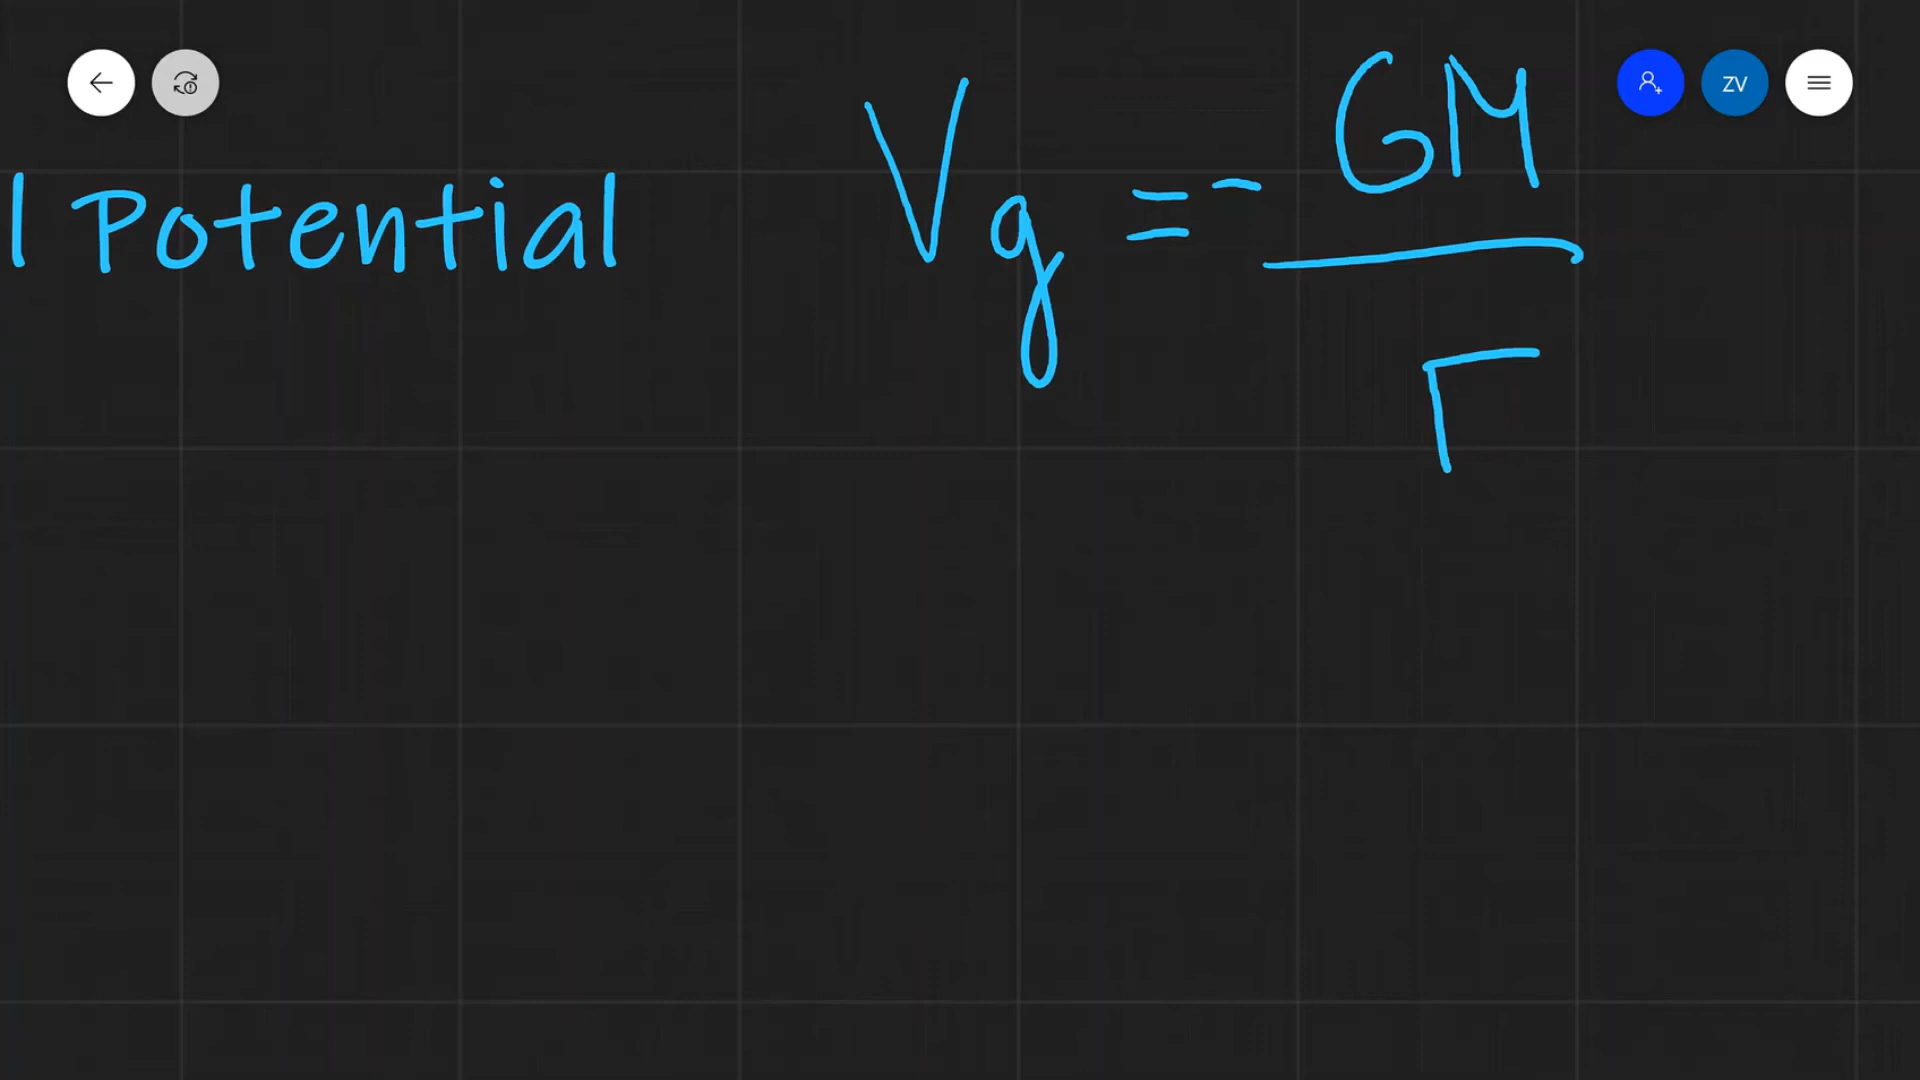 ZV
l Potential
Vg = - GM
r